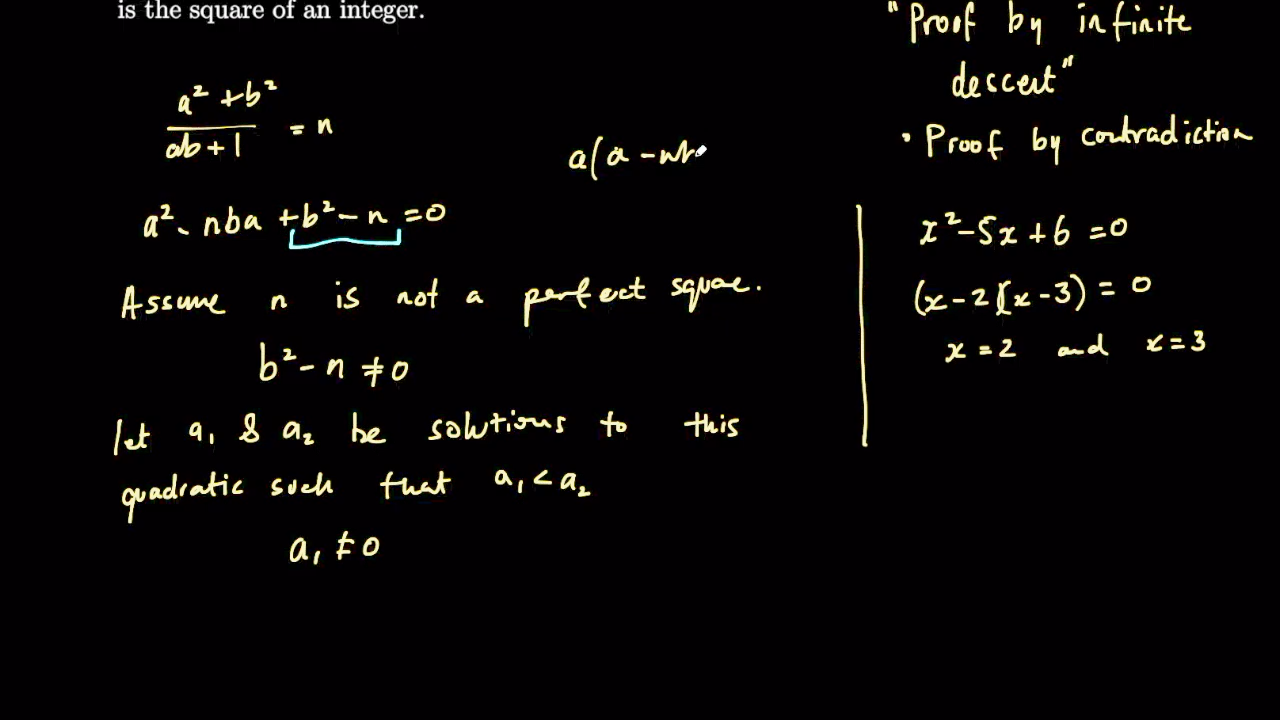 is the square of an integer.
a² + b²
ab + 1
= n
a² - nba + b² - n = 0
Assume n is not a perfect square.
b² - n ≠ 0
let a₁ & a₂ be solutions to this
quadratic such that a₁ < a₂
a₁ ≠ 0
a(a - nb
"Proof by infinite
descent"
• Proof by contradiction
x² - 5x + 6 = 0
(x - 2)(x - 3) = 0
x = 2 and x = 3